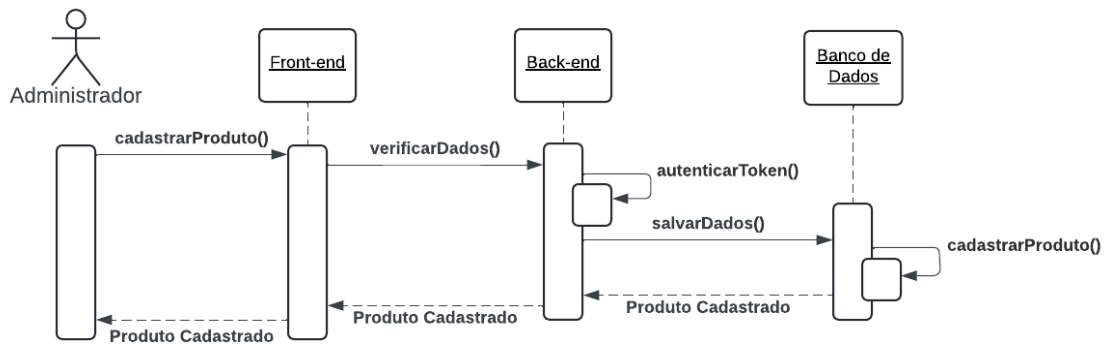 Administrador
Front-end
Back-end
Banco de
Dados
cadastrarProduto()
verificarDados()
autenticarToken()
salvarDados()
cadastrarProduto()
Produto Cadastrado
Produto Cadastrado
Produto Cadastrado